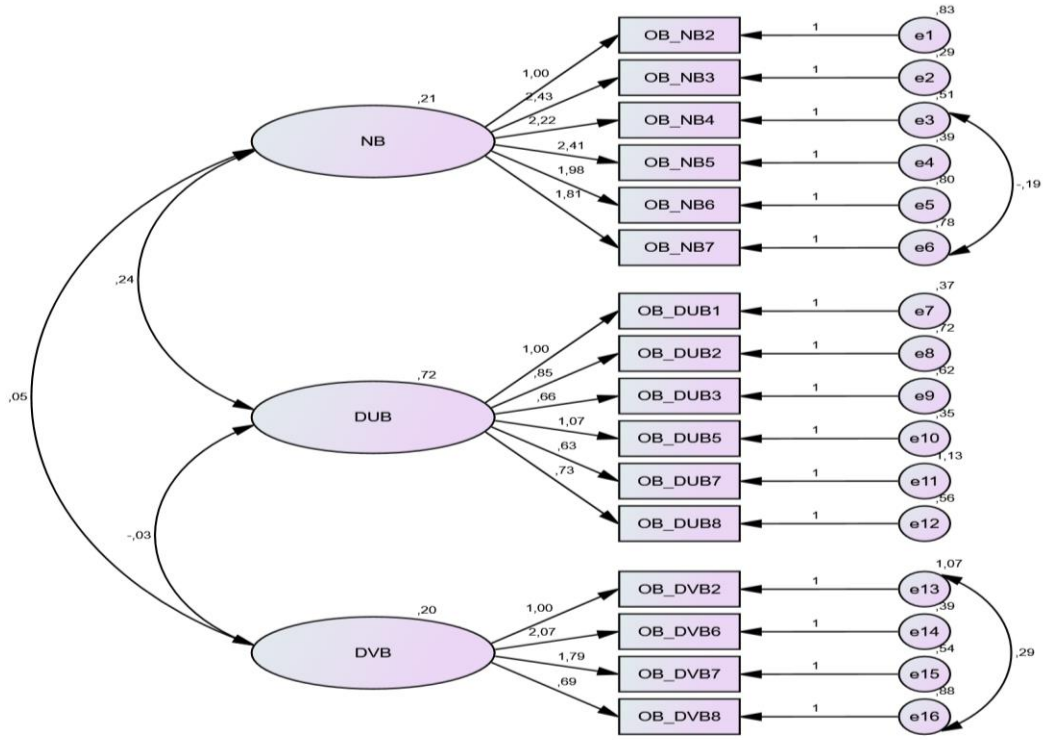 ,83
OB_NB2 1 e1
,29
1,00
OB_NB3 1 e2
,51
2,43
,21
OB_NB4 1 e3
2,22
,39
NB
2,41
OB_NB5 1 e4
1,98
,80
-,19
1,81
OB_NB6 1 e5
,78
OB_NB7 1 e6
,24
,37
OB_DUB1 1 e7
,72
1,00
OB_DUB2 1 e8
,85
,62
,72
,66
OB_DUB3 1 e9
,05
DUB
,35
1,07
OB_DUB5 1 e10
,63
1,13
,73
OB_DUB7 1 e11
,56
OB_DUB8 1 e12
-,03
1,07
OB_DVB2 1 e13
,39
,20
1,00
2,07
OB_DVB6 1 e14
,54
DVB
1,79
,29
OB_DVB7 1 e15
,69
,88
OB_DVB8 1 e16